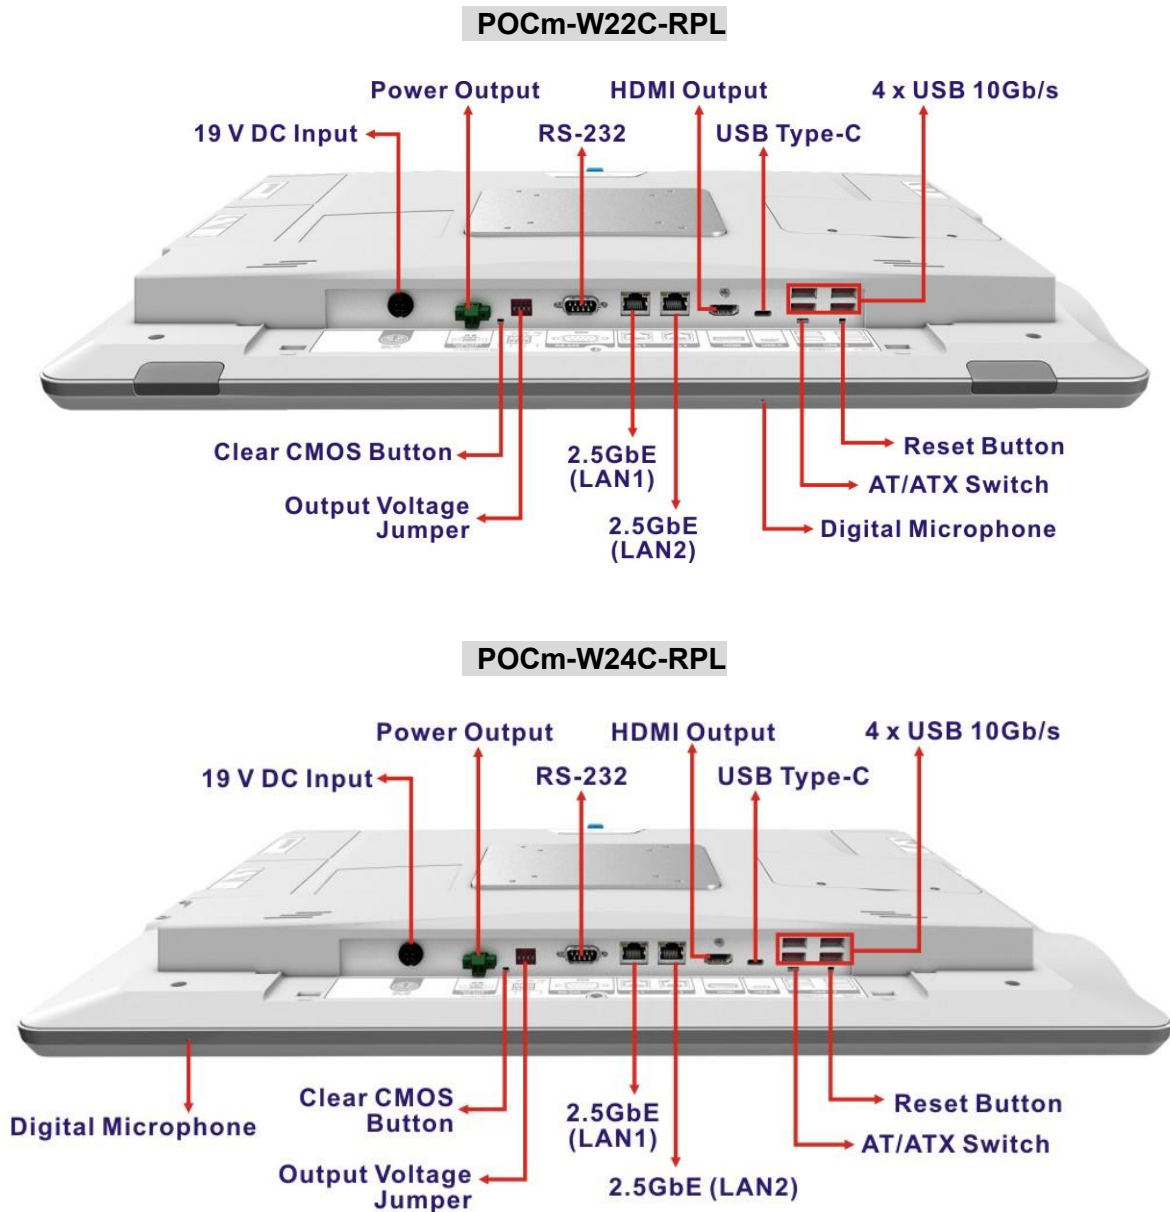 POCm-W22C-RPL
Power Output
HDMI Output
4 x USB 10Gb/s
19 V DC Input
RS-232
USB Type-C
Clear CMOS Button
2.5GbE
(LAN1)
Reset Button
AT/ATX Switch
Output Voltage
Jumper
2.5GbE
(LAN2)
Digital Microphone
POCm-W24C-RPL
Power Output
HDMI Output
4 x USB 10Gb/s
19 V DC Input
RS-232
USB Type-C
Digital Microphone
Clear CMOS
Button
2.5GbE
(LAN1)
Reset Button
AT/ATX Switch
Output Voltage
Jumper
2.5GbE (LAN2)